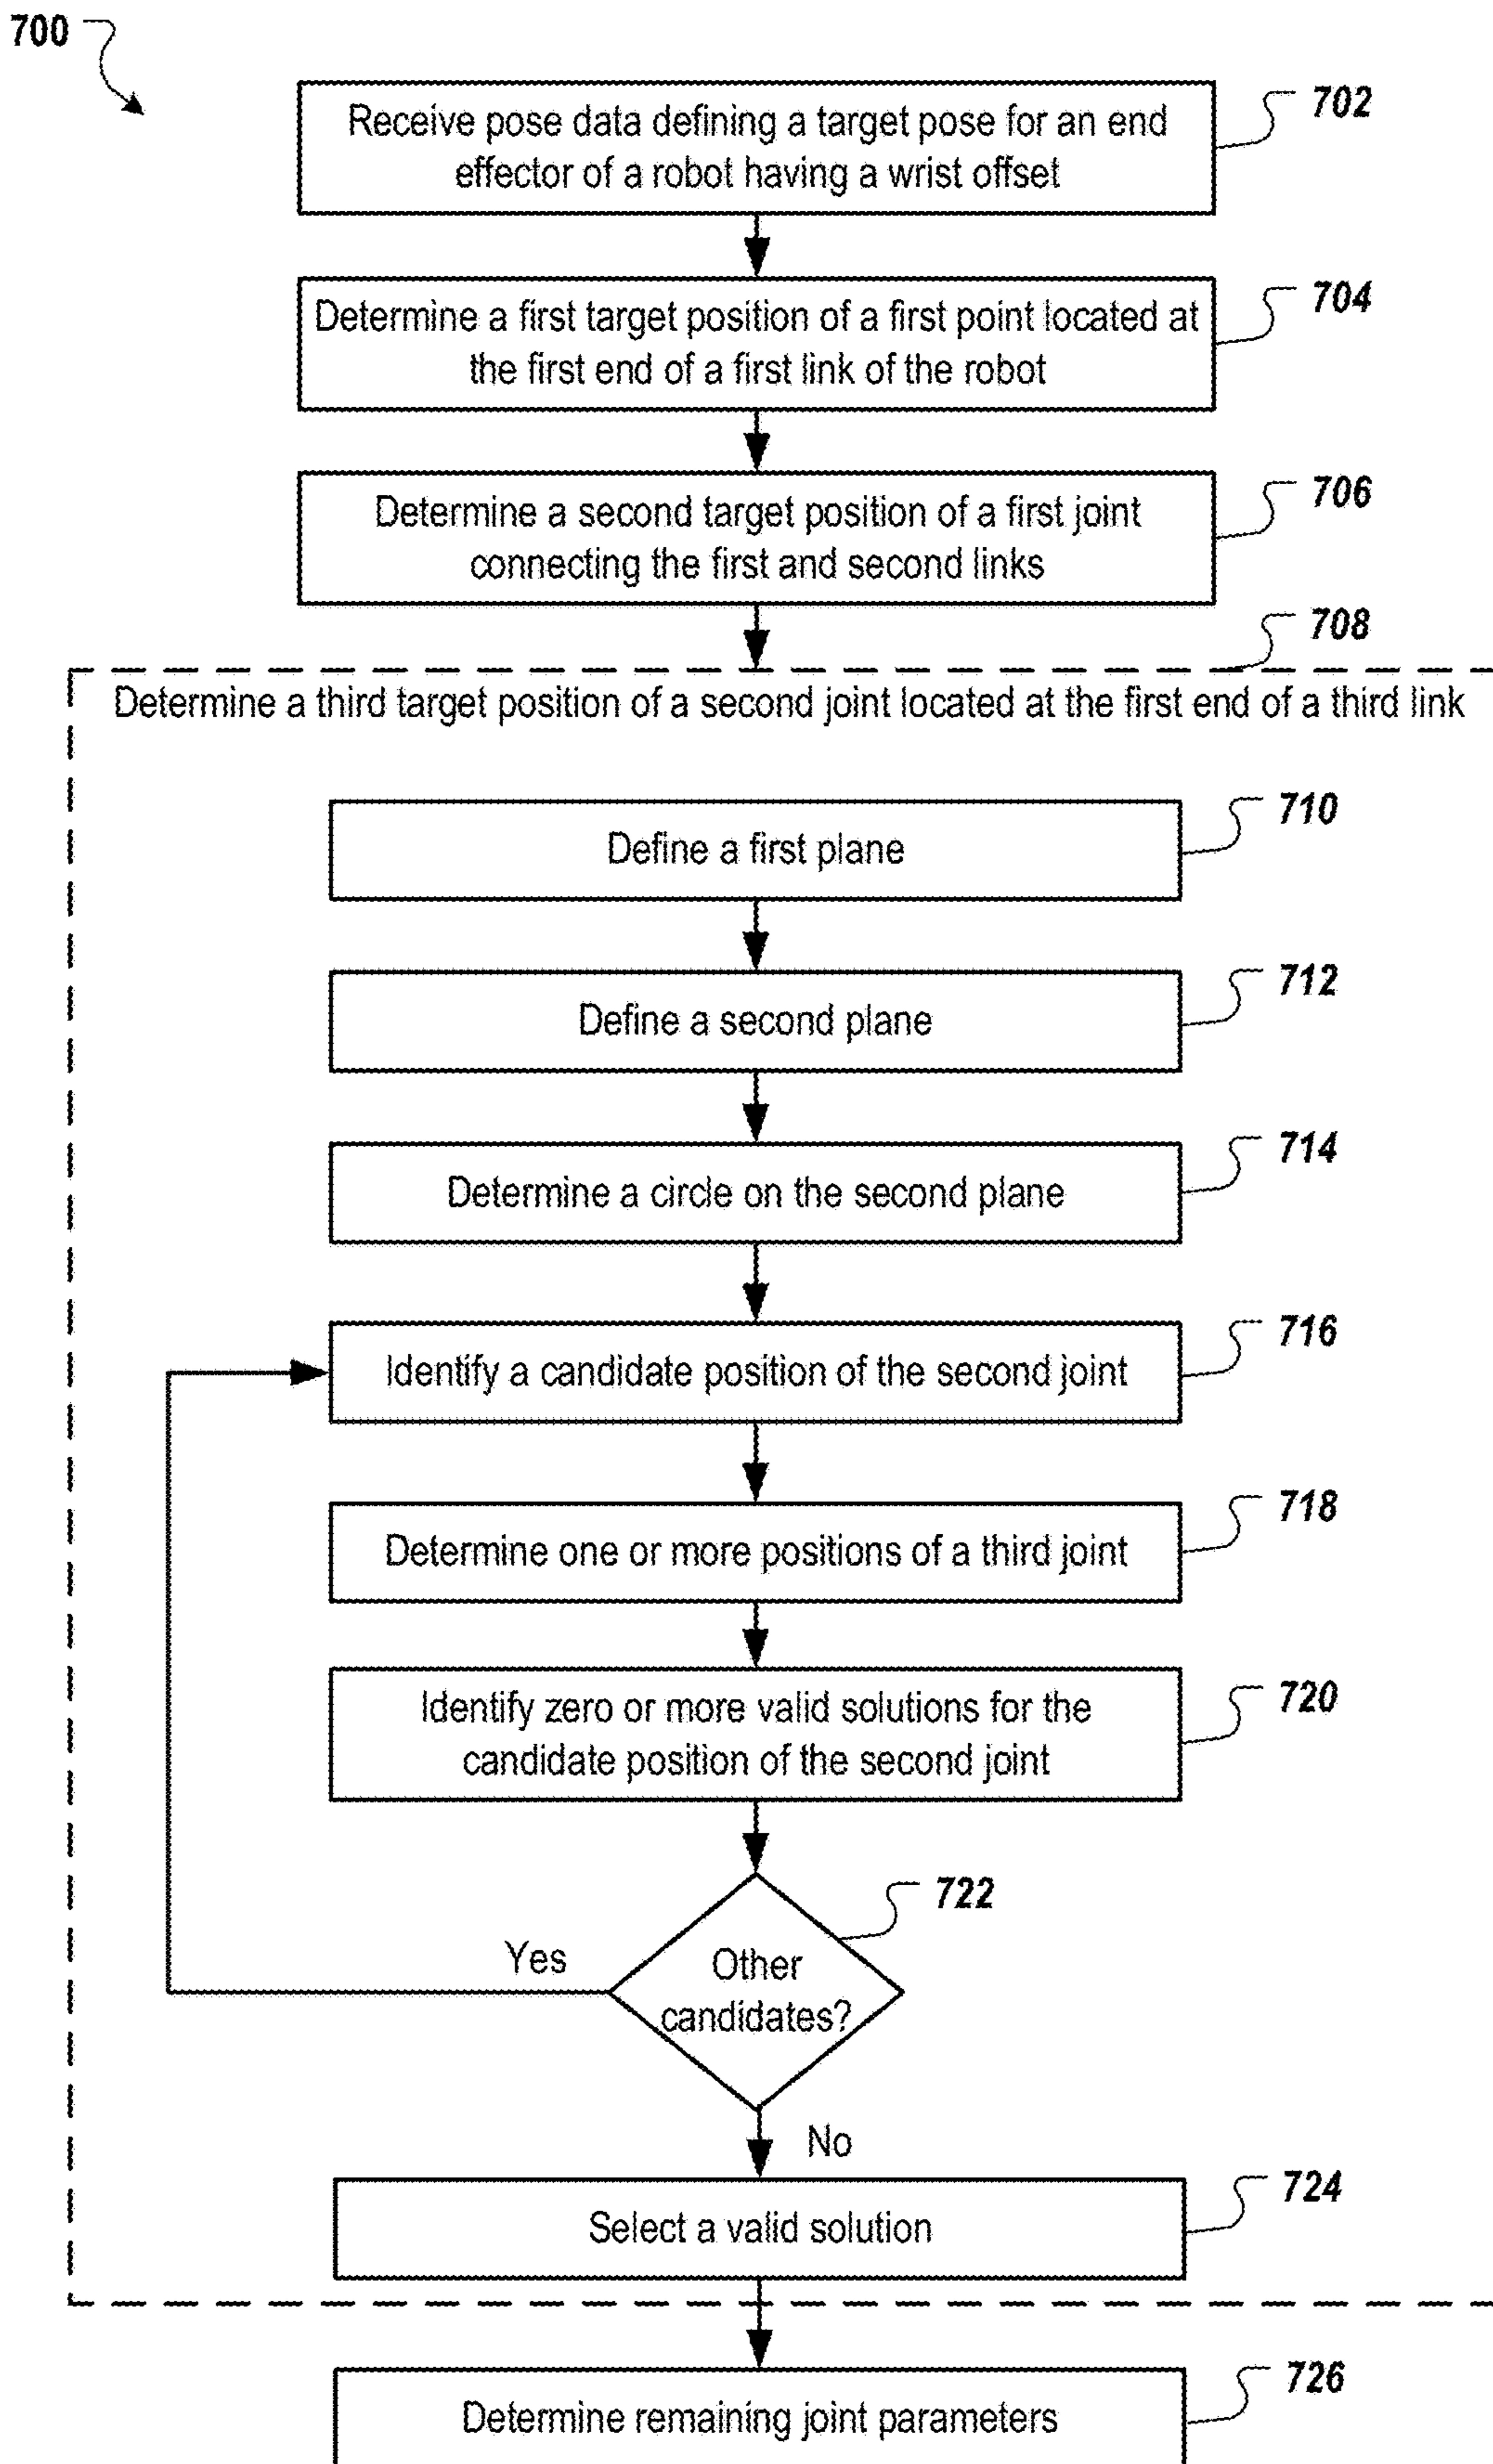 700
Receive pose data defining a target pose for an end
effector of a robot having a wrist offset
702
Determine a first target position of a first point located at
the first end of a first link of the robot
704
Determine a second target position of a first joint
connecting the first and second links
706
708
Determine a third target position of a second joint located at the first end of a third link
Define a first plane
710
Define a second plane
712
Determine a circle on the second plane
714
Identify a candidate position of the second joint
716
Determine one or more positions of a third joint
718
Identify zero or more valid solutions for the
candidate position of the second joint
720
722
Yes
Other
candidates?
No
Select a valid solution
724
Determine remaining joint parameters
726